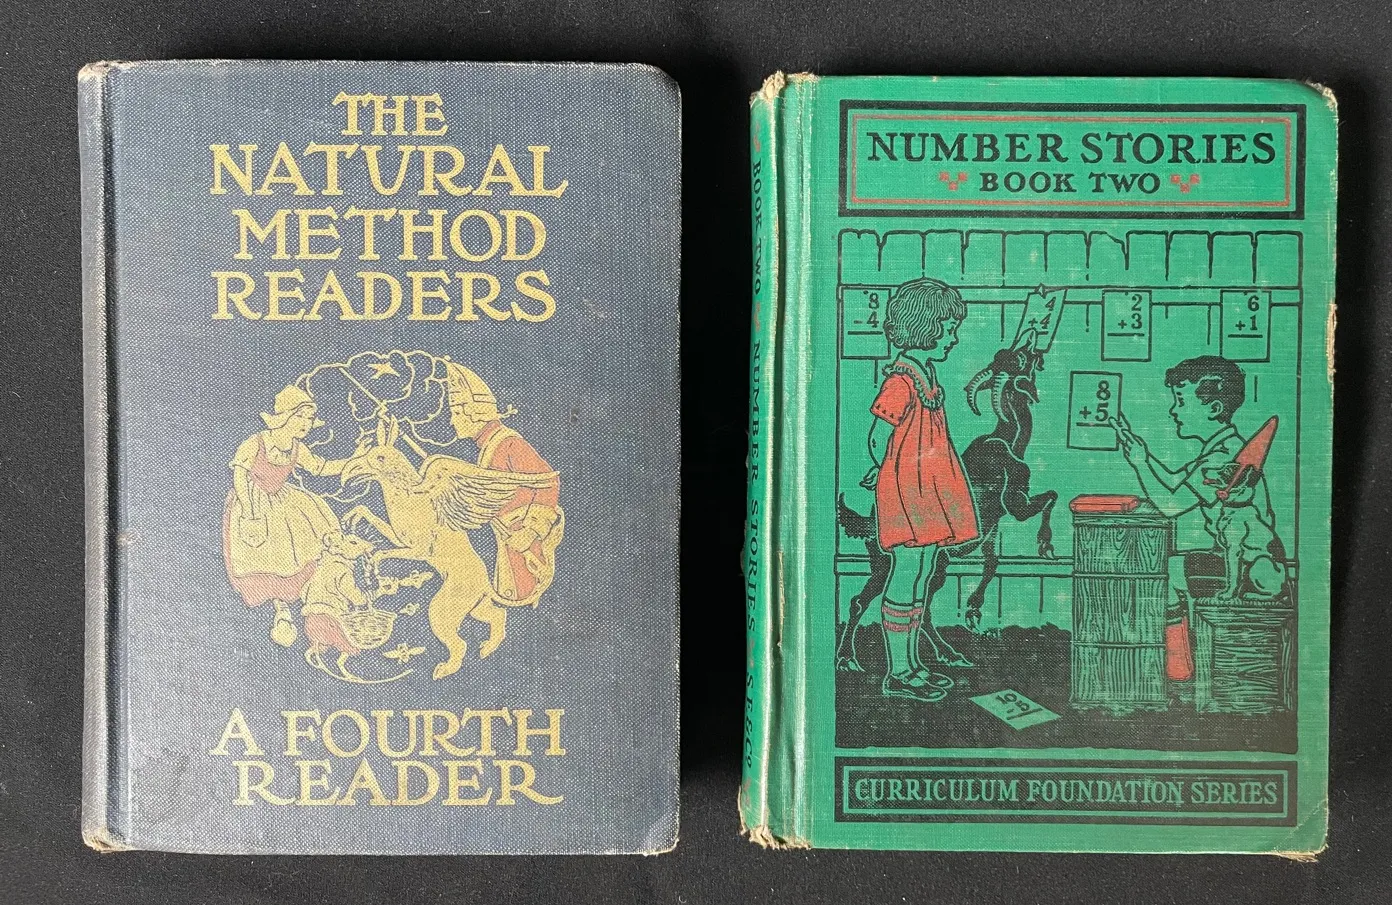 THE
NATURAL
METHOD
READERS
A FOURTH
READER
BOOK TWO NUMBER STORIES S.F.&CO.
NUMBER STORIES
BOOK TWO
8
-4
4
+4
2
+3
6
+1
8
+5
CURRICULUM FOUNDATION SERIES